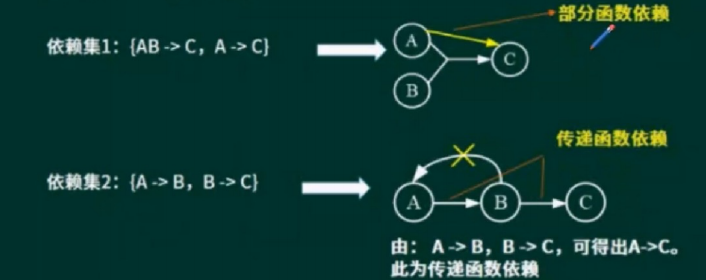 部分函数依赖
依赖集1：{AB -> C，A -> C}
A
C
B
传递函数依赖
依赖集2：{A -> B，B -> C}
A
B
C
由： A -> B，B -> C，可得出A->C。
此为传递函数依赖